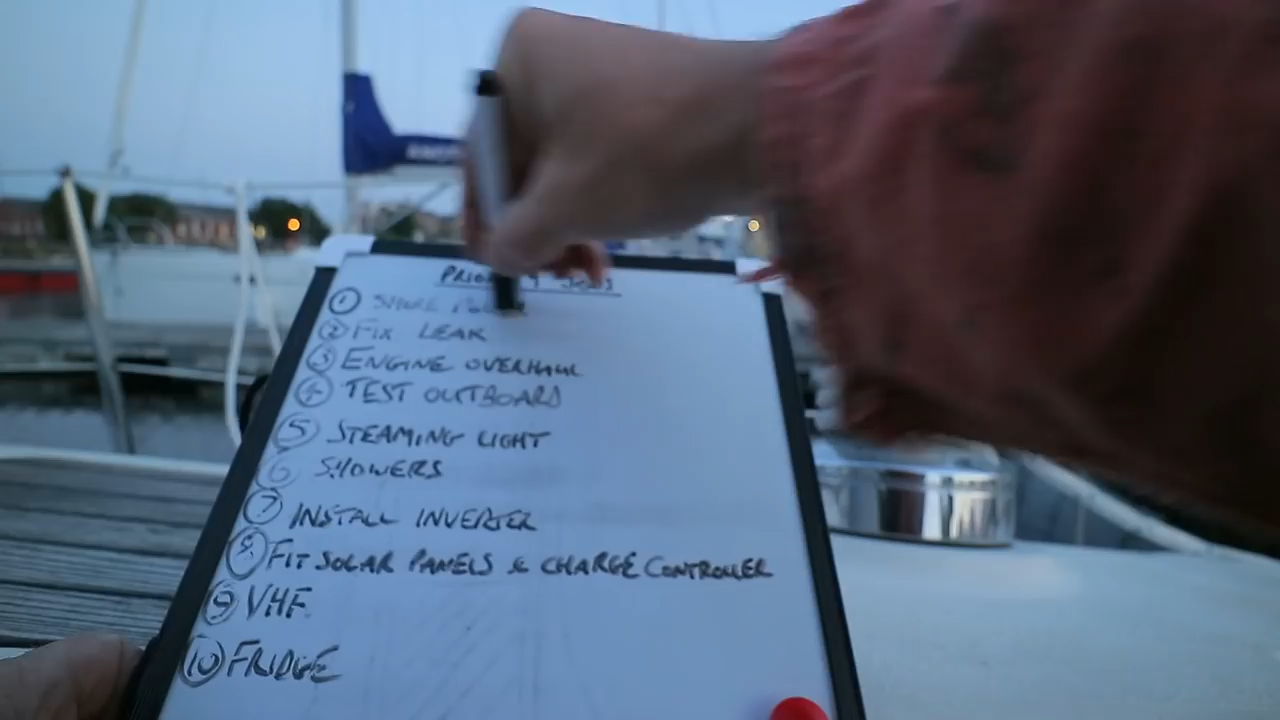 ① SHORE
② FIX LEAK
③ ENGINE OVERHAUL
④ TEST OUTBOARD
⑤ STEAMING LIGHT
⑥ SHOWERS
⑦ INSTALL INVERTER
⑧ FIT SOLAR PANELS & CHARGE CONTROLLER
⑨ VHF
⑩ FRIDGE